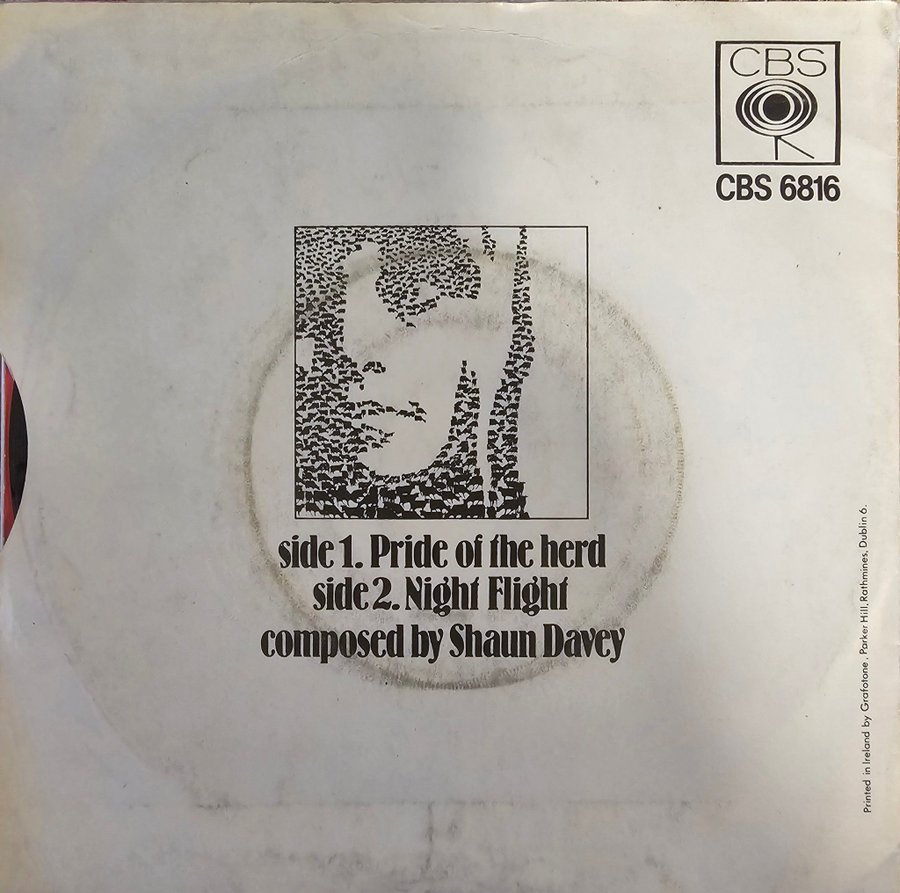 CBS
CBS 6816
side 1. Pride of the herd
side 2. Night Flight
composed by Shaun Davey
Printed in Ireland by Grafotone. Parker Hill, Rathmines, Dublin 6.